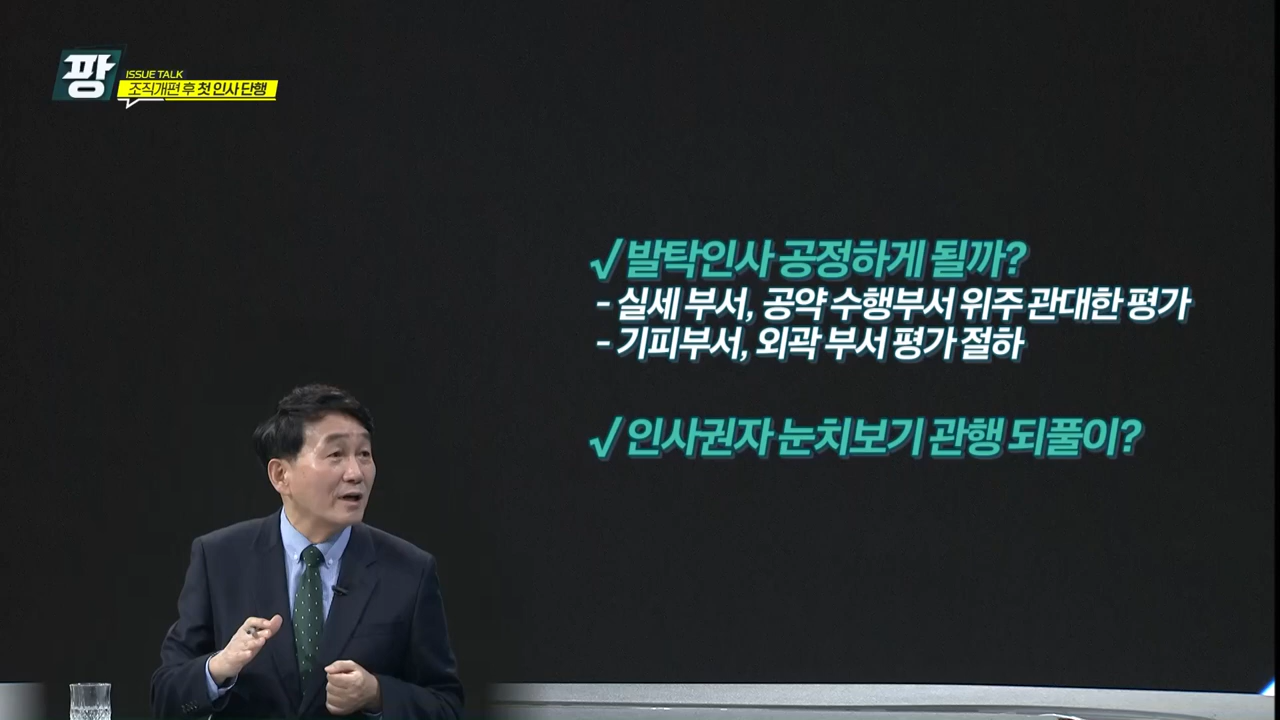 팡
ISSUE TALK
조직개편 후 첫 인사 단행
√ 발탁인사 공정하게 될까?
- 실세 부서, 공약 수행부서 위주 관대한 평가
- 기피부서, 외곽 부서 평가 절하
√ 인사권자 눈치보기 관행 되풀이?